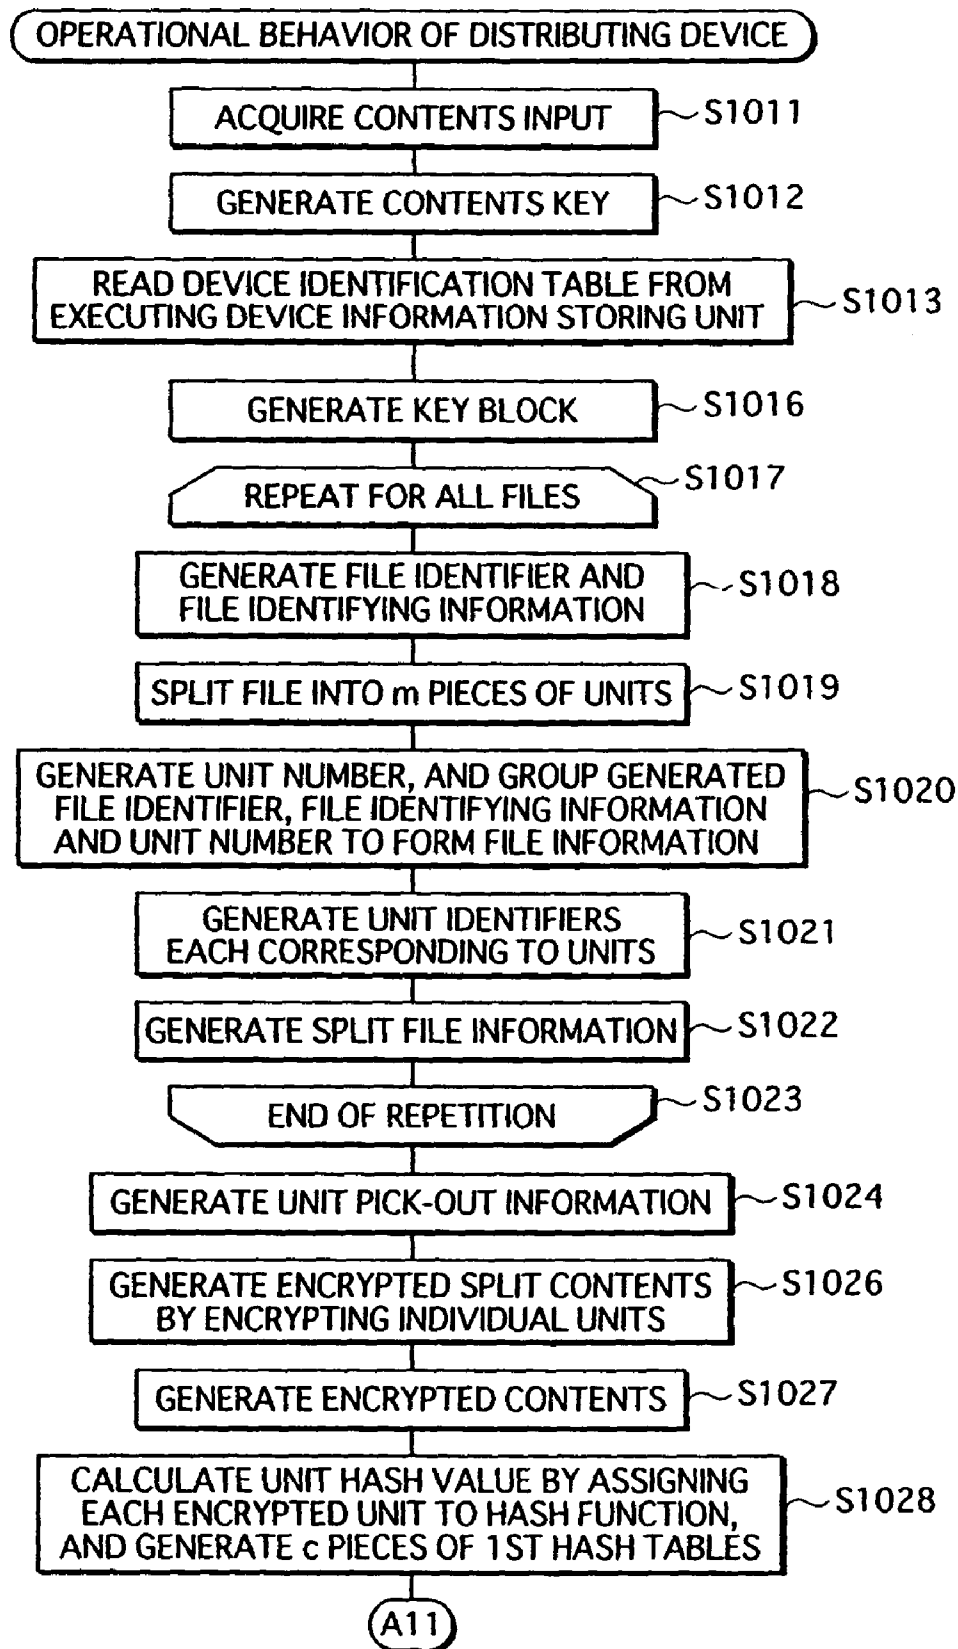 OPERATIONAL BEHAVIOR OF DISTRIBUTING DEVICE
ACQUIRE CONTENTS INPUT
S1011
GENERATE CONTENTS KEY
S1012
READ DEVICE IDENTIFICATION TABLE FROM
EXECUTING DEVICE INFORMATION STORING UNIT
S1013
GENERATE KEY BLOCK
S1016
REPEAT FOR ALL FILES
S1017
GENERATE FILE IDENTIFIER AND
FILE IDENTIFYING INFORMATION
S1018
SPLIT FILE INTO m PIECES OF UNITS
S1019
GENERATE UNIT NUMBER, AND GROUP GENERATED
FILE IDENTIFIER, FILE IDENTIFYING INFORMATION
AND UNIT NUMBER TO FORM FILE INFORMATION
S1020
GENERATE UNIT IDENTIFIERS
EACH CORRESPONDING TO UNITS
S1021
GENERATE SPLIT FILE INFORMATION
S1022
END OF REPETITION
S1023
GENERATE UNIT PICK-OUT INFORMATION
S1024
GENERATE ENCRYPTED SPLIT CONTENTS
BY ENCRYPTING INDIVIDUAL UNITS
S1026
GENERATE ENCRYPTED CONTENTS
S1027
CALCULATE UNIT HASH VALUE BY ASSIGNING
EACH ENCRYPTED UNIT TO HASH FUNCTION,
AND GENERATE c PIECES OF 1ST HASH TABLES
S1028
A11